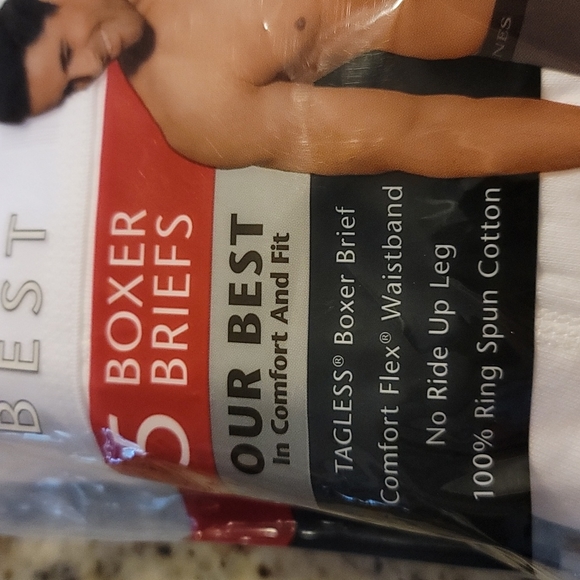 BEST
5 BOXER
BRIEFS
OUR BEST
In Comfort And Fit
TAGLESS® Boxer Brief
Comfort Flex® Waistband
No Ride Up Leg
100% Ring Spun Cotton
NES